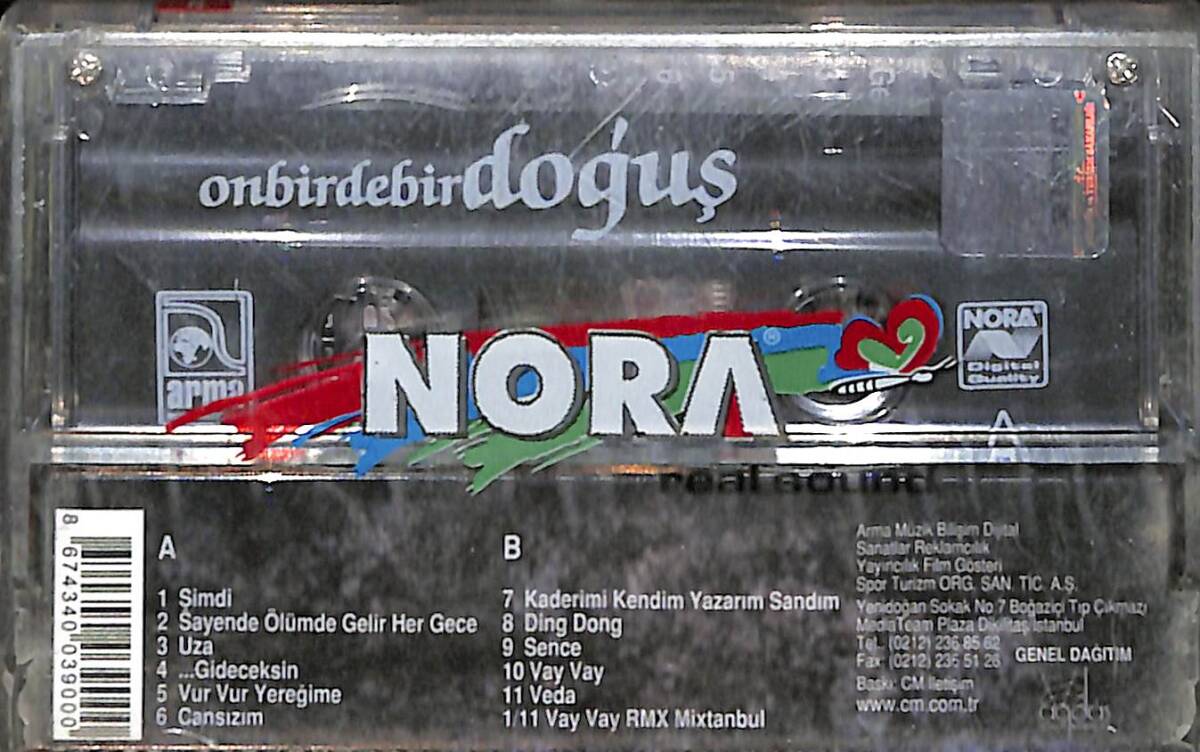 onbirdebirdoğuş
arma
NORA®
NORA
Digital
Quality
A
real sound
8 674340 039000
A
1 Şimdi
2 Sayende Ölümde Gelir Her Gece
3 Uza
4 ...Gideceksin
5 Vur Vur Yereğime
6 Cansızım
B
7 Kaderimi Kendim Yazarım Sandım
8 Ding Dong
9 Sence
10 Vay Vay
11 Veda
1/11 Vay Vay RMX Mixtanbul
Arma Müzik Bilişim Dijital
Sanatlar Reklamcılık
Yayıncılık Film Gösteri
Spor Turizm ORG. SAN. TİC. A.Ş.
Yenidoğan Sokak No 7 Boğaziçi Tıp Çıkmazı
MediaTeam Plaza Dikilitaş İstanbul
Tel. (0212) 236 85 62
Fax (0212) 236 51 26
GENEL DAĞITIM
Baskı: CM İletişim
www.cm.com.tr